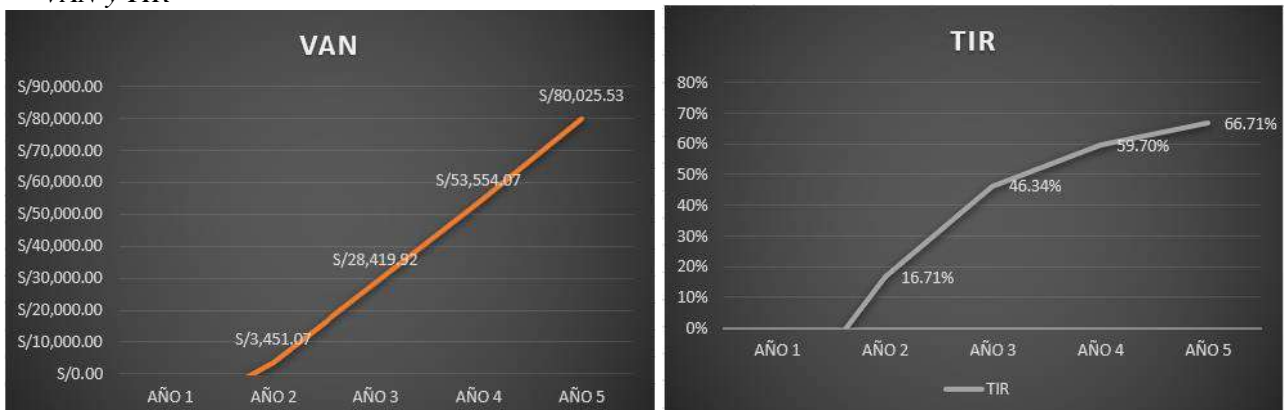 VAN y TIR
VAN
S/90,000.00
S/80,000.00
S/70,000.00
S/60,000.00
S/50,000.00
S/40,000.00
S/30,000.00
S/20,000.00
S/10,000.00
S/0.00
S/3,451.07
S/28,419.92
S/53,554.07
S/80,025.53
AÑO 1 AÑO 2 AÑO 3 AÑO 4 AÑO 5
TIR
80%
70%
60%
50%
40%
30%
20%
10%
0%
16.71%
46.34%
59.70%
66.71%
AÑO 1 AÑO 2 AÑO 3 AÑO 4 AÑO 5
TIR